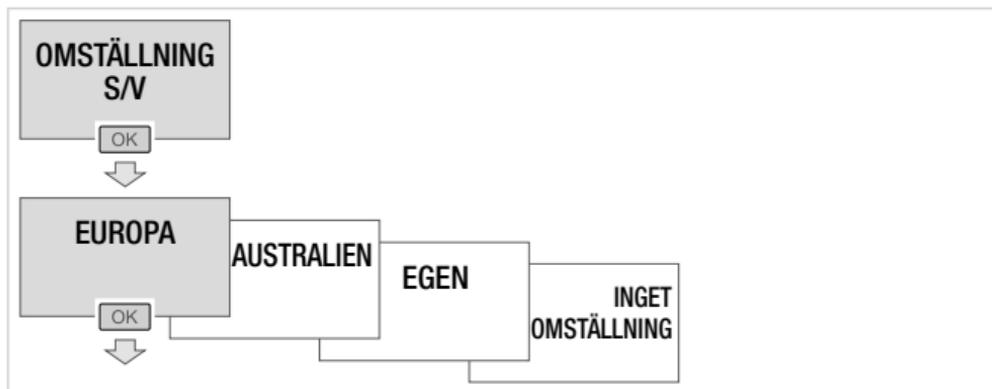 OMSTÄLLNING
S/V
OK
EUROPA
AUSTRALIEN
EGEN
INGET
OMSTÄLLNING
OK